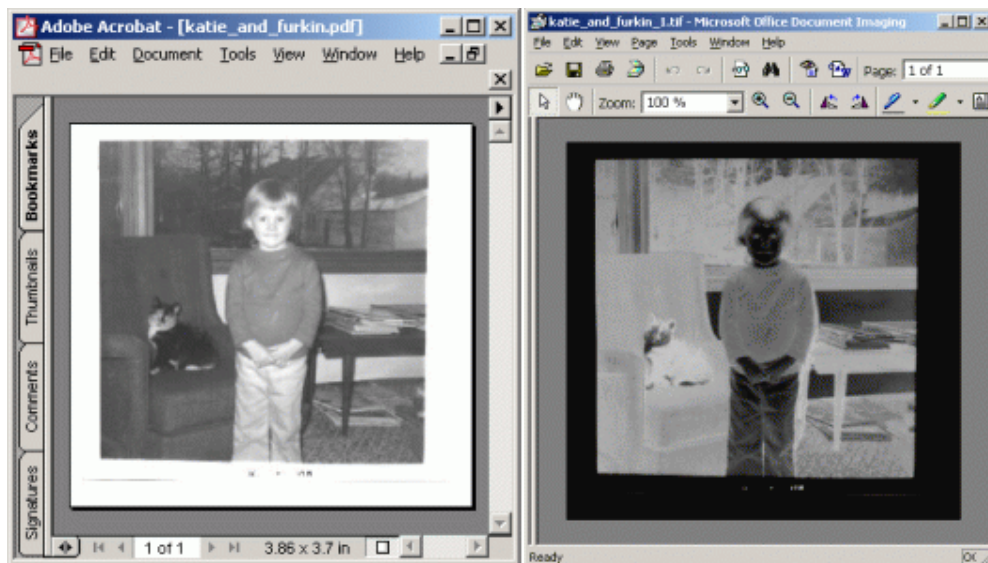 Adobe Acrobat - [katie_and_furkin.pdf]
File Edit Document Tools View Window Help
Bookmarks
Thumbnails
Comments
Signatures
1 of 1 3.86 x 3.7 in
katie_and_furkin_1.tif - Microsoft Office Document Imaging
File Edit View Page Tools Window Help
Page: 1 of 1
Zoom: 100 %
Ready